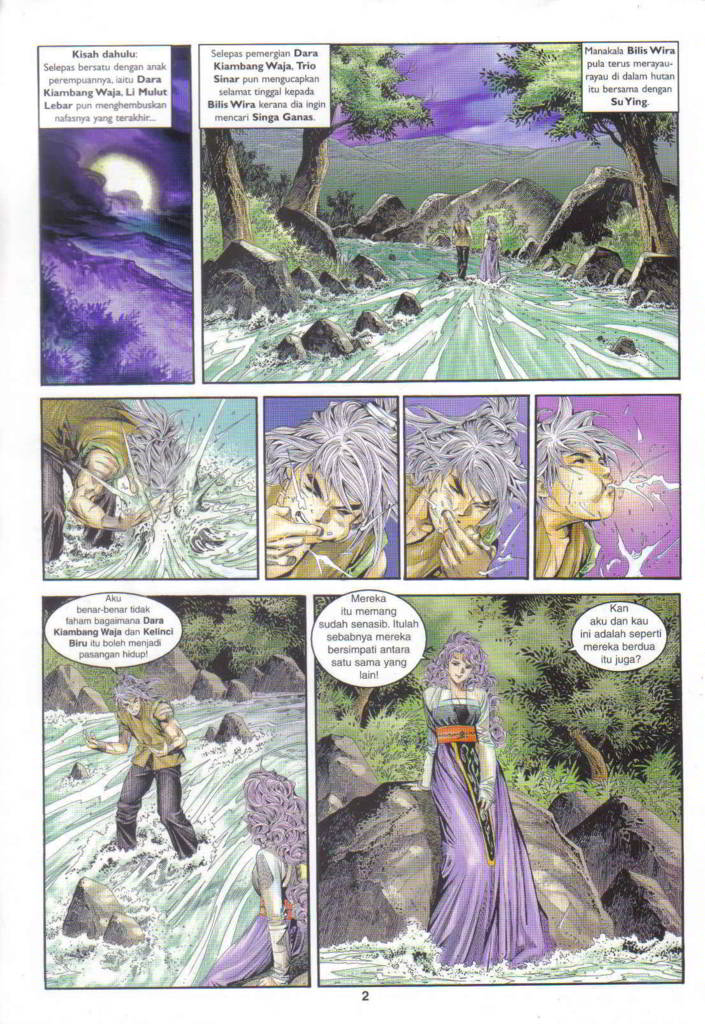 Kisah dahulu:
Selepas bersatu dengan anak
perempuannya, iaitu Dara
Kiambang Waja, Li Mulut
Lebar pun menghembuskan
nafasnya yang terakhir...
Selepas pemergian Dara
Kiambang Waja, Trio
Sinar pun mengucapkan
selamat tinggal kepada
Bilis Wira kerana dia ingin
mencari Singa Ganas.
Manakala Bilis Wira
pula terus merayau-
rayau di dalam hutan
itu bersama dengan
Su Ying.
Aku
benar-benar tidak
faham bagaimana Dara
Kiambang Waja dan Kelinci
Biru itu boleh menjadi
pasangan hidup!
Mereka
itu memang
sudah senasib. Itulah
sebabnya mereka
bersimpati antara
satu sama yang
lain!
Kan
aku dan kau
ini adalah seperti
mereka berdua
itu juga?
2